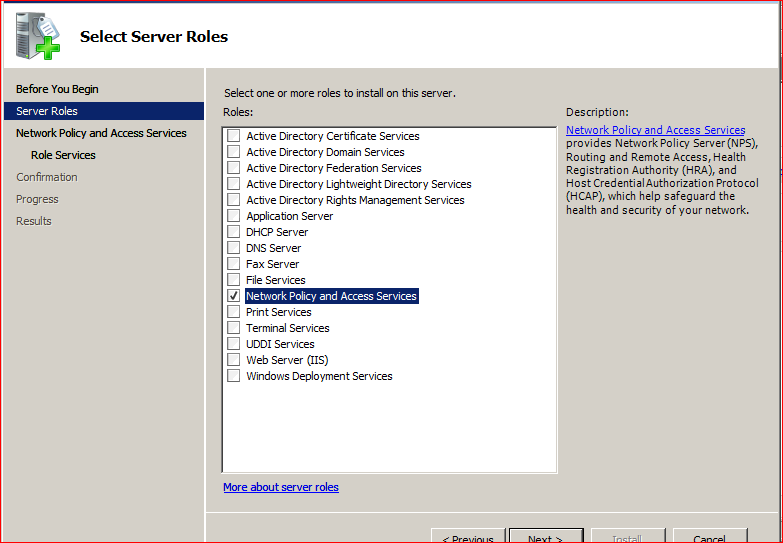 Select Server Roles
Before You Begin
Server Roles
Network Policy and Access Services
Role Services
Confirmation
Progress
Results
Select one or more roles to install on this server.
Roles:
Active Directory Certificate Services
Active Directory Domain Services
Active Directory Federation Services
Active Directory Lightweight Directory Services
Active Directory Rights Management Services
Application Server
DHCP Server
DNS Server
Fax Server
File Services
Network Policy and Access Services
Print Services
Terminal Services
UDDI Services
Web Server (IIS)
Windows Deployment Services
More about server roles
Description:
Network Policy and Access Services
provides Network Policy Server (NPS),
Routing and Remote Access, Health
Registration Authority (HRA), and
Host Credential Authorization Protocol
(HCAP), which help safeguard the
health and security of your network.
< Previous
Next >
Install
Cancel